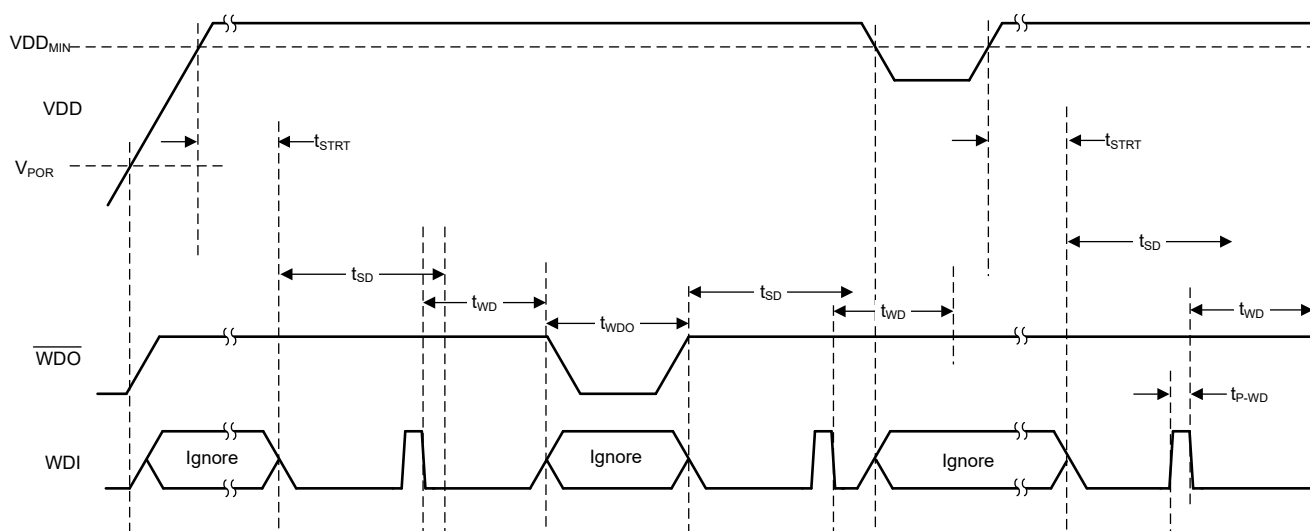 VDD_MIN
VDD
t_STRT
t_STRT
V_POR
t_SD
t_SD
t_SD
t_WD
t_WD
t_WD
t_WDO
WDO
t_P-WD
WDI
Ignore
Ignore
Ignore